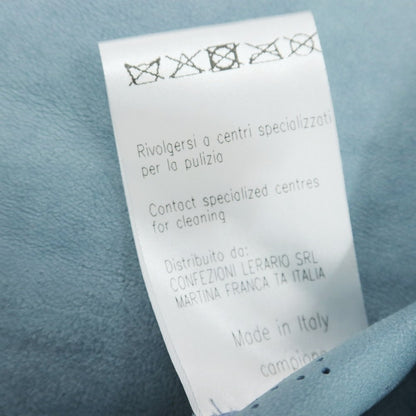 Rivolgersi a centri specializzati
per la pulizia
Contact specialized centres
for cleaning
Distribuito da:
CONFEZIONI LERARIO SRL
MARTINA FRANCA TA ITALIA
Made in Italy
campione